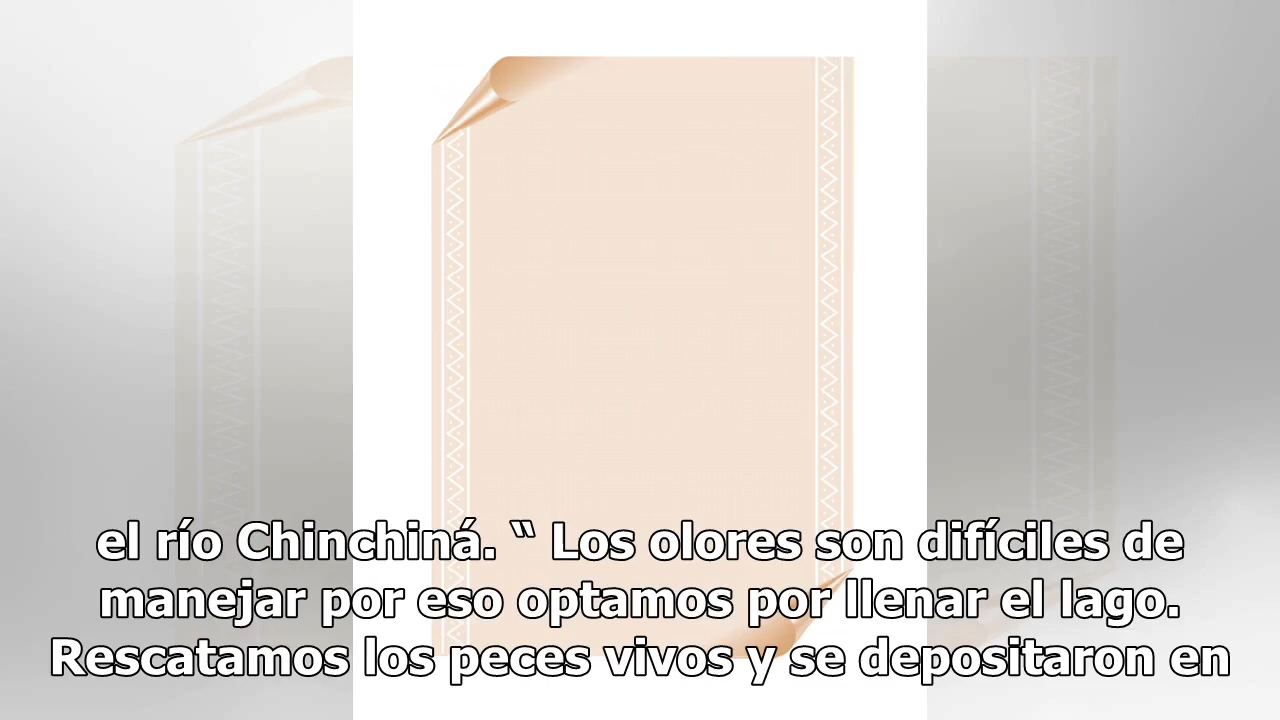 el río Chinchiná. “ Los olores son difíciles de
manejar por eso optamos por llenar el lago.
Rescatamos los peces vivos y se depositaron en